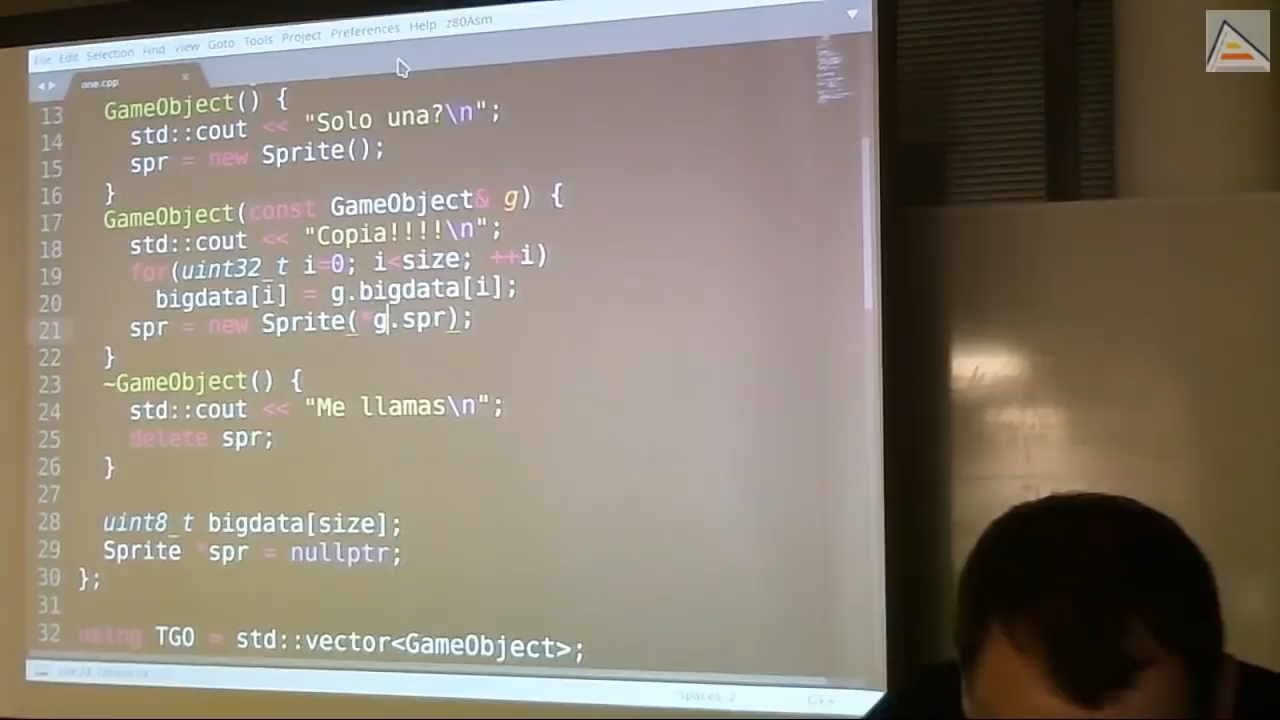 File Edit Selection Find View Goto Tools Project Preferences Help z80Asm
one.cpp
13 GameObject() {
14 std::cout << "Solo una?\n";
15 spr = new Sprite();
16 }
17 GameObject(const GameObject& g) {
18 std::cout << "Copia!!!!\n";
19 for(uint32_t i=0; i<size; ++i)
20 bigdata[i] = g.bigdata[i];
21 spr = new Sprite(*g.spr);
22 }
23 ~GameObject() {
24 std::cout << "Me llamas\n";
25 delete spr;
26 }
27
28 uint8_t bigdata[size];
29 Sprite *spr = nullptr;
30 };
31
32 using TGO = std::vector<GameObject>;
Spaces: 2 C++